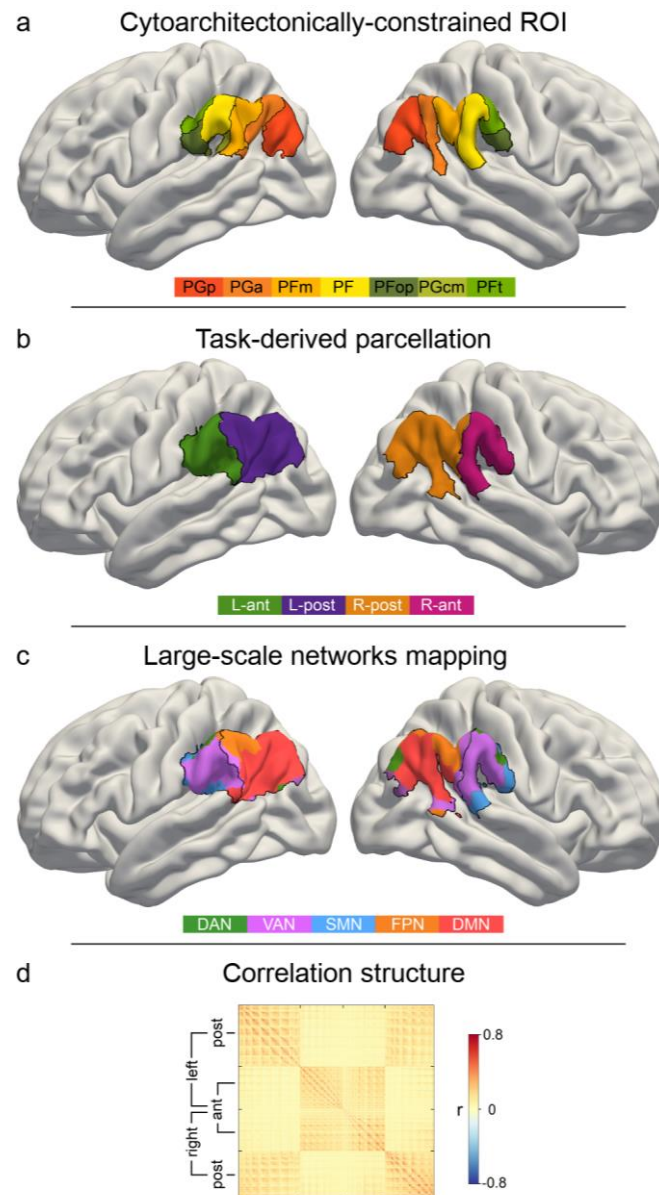 a Cytoarchitectonically-constrained ROI
PGp PGa PFm PF PFop PGcm PFt
b Task-derived parcellation
L-ant L-post R-post R-ant
c Large-scale networks mapping
DAN VAN SMN FPN DMN
d Correlation structure
post
left
ant
right
post
r
0.8
0
-0.8